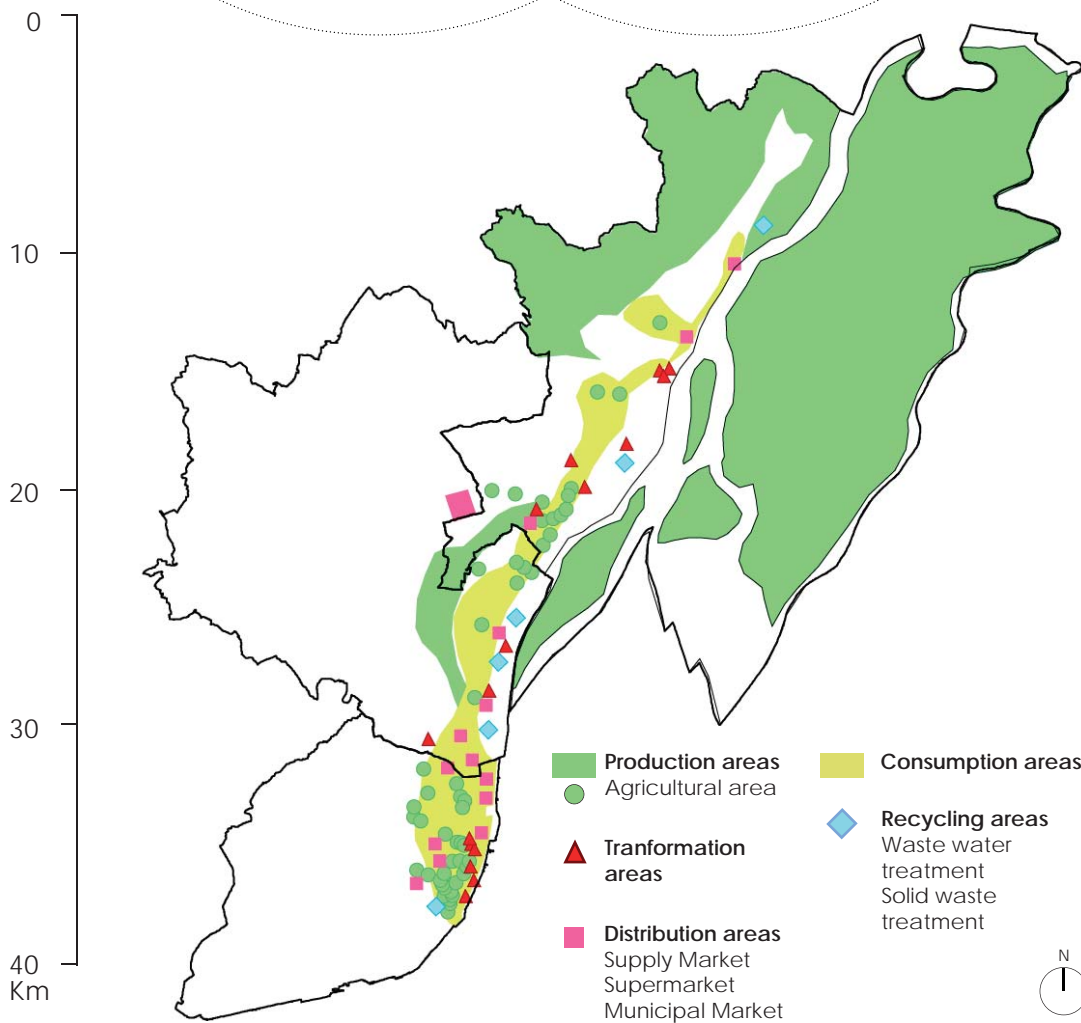 0
10
20
30
40
Km
Production areas
Agricultural area
Tranformation
areas
Distribution areas
Supply Market
Supermarket
Municipal Market
Consumption areas
Recycling areas
Waste water
treatment
Solid waste
treatment
N